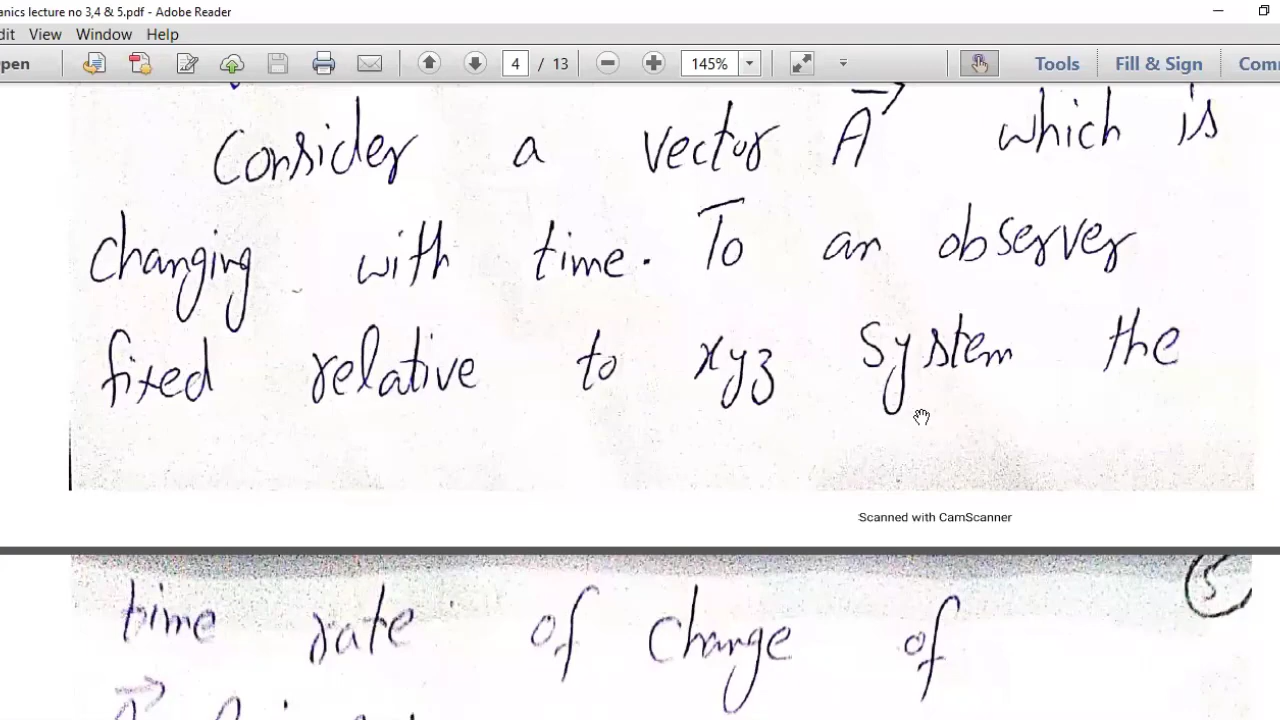 anics lecture no 3,4 & 5.pdf - Adobe Reader
dit View Window Help
pen 4 / 13 145% Tools Fill & Sign Com
Consider a vector A which is
changing with time. To an observer
fixed relative to xyz system the
Scanned with CamScanner
5
time rate of change of
A